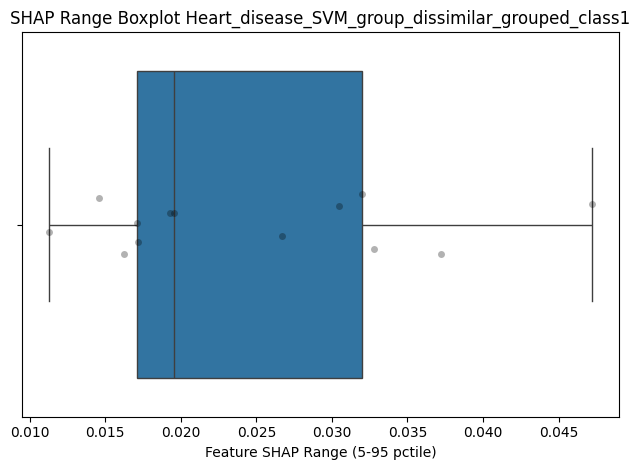 SHAP Range Boxplot Heart_disease_SVM_group_dissimilar_grouped_class1
0.010 0.015 0.020 0.025 0.030 0.035 0.040 0.045
Feature SHAP Range (5-95 pctile)